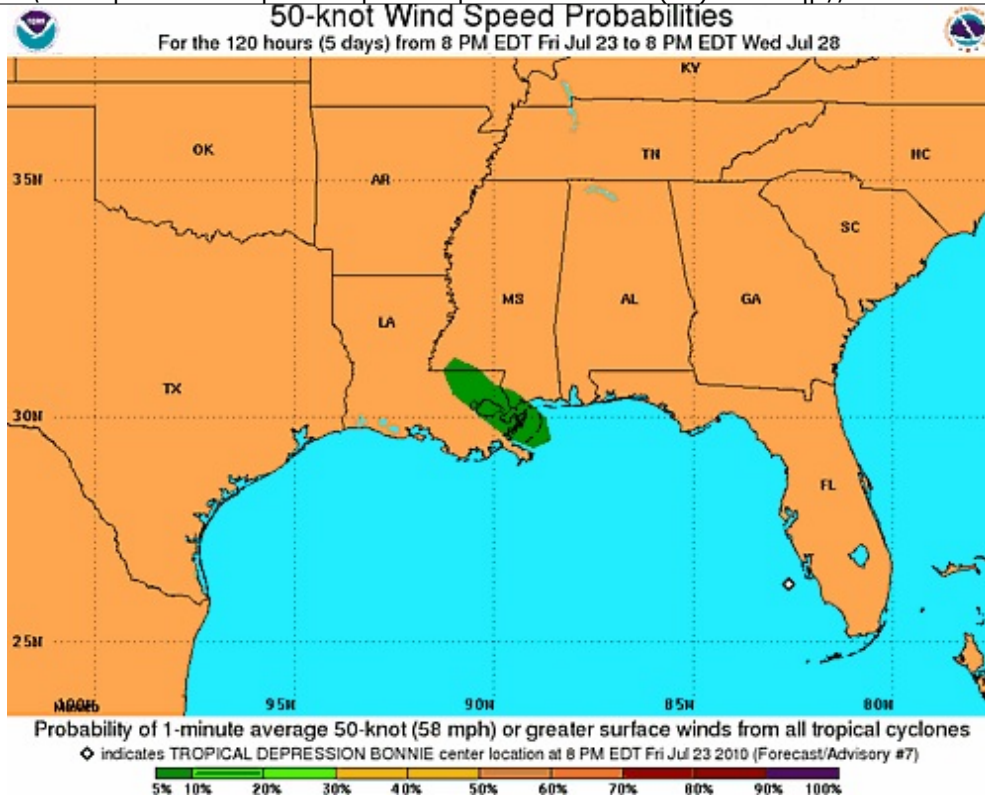 50-knot Wind Speed Probabilities
For the 120 hours (5 days) from 8 PM EDT Fri Jul 23 to 8 PM EDT Wed Jul 28
KY
OK
TN
NC
35N
AR
SC
MS
AL
GA
LA
TX
30N
FL
25N
95W
90W
85W
80W
Probability of 1-minute average 50-knot (58 mph) or greater surface winds from all tropical cyclones
◇ indicates TROPICAL DEPRESSION BONNIE center location at 8 PM EDT Fri Jul 23 2010 (Forecast/Advisory #7)
5% 10% 20% 30% 40% 50% 60% 70% 80% 90% 100%